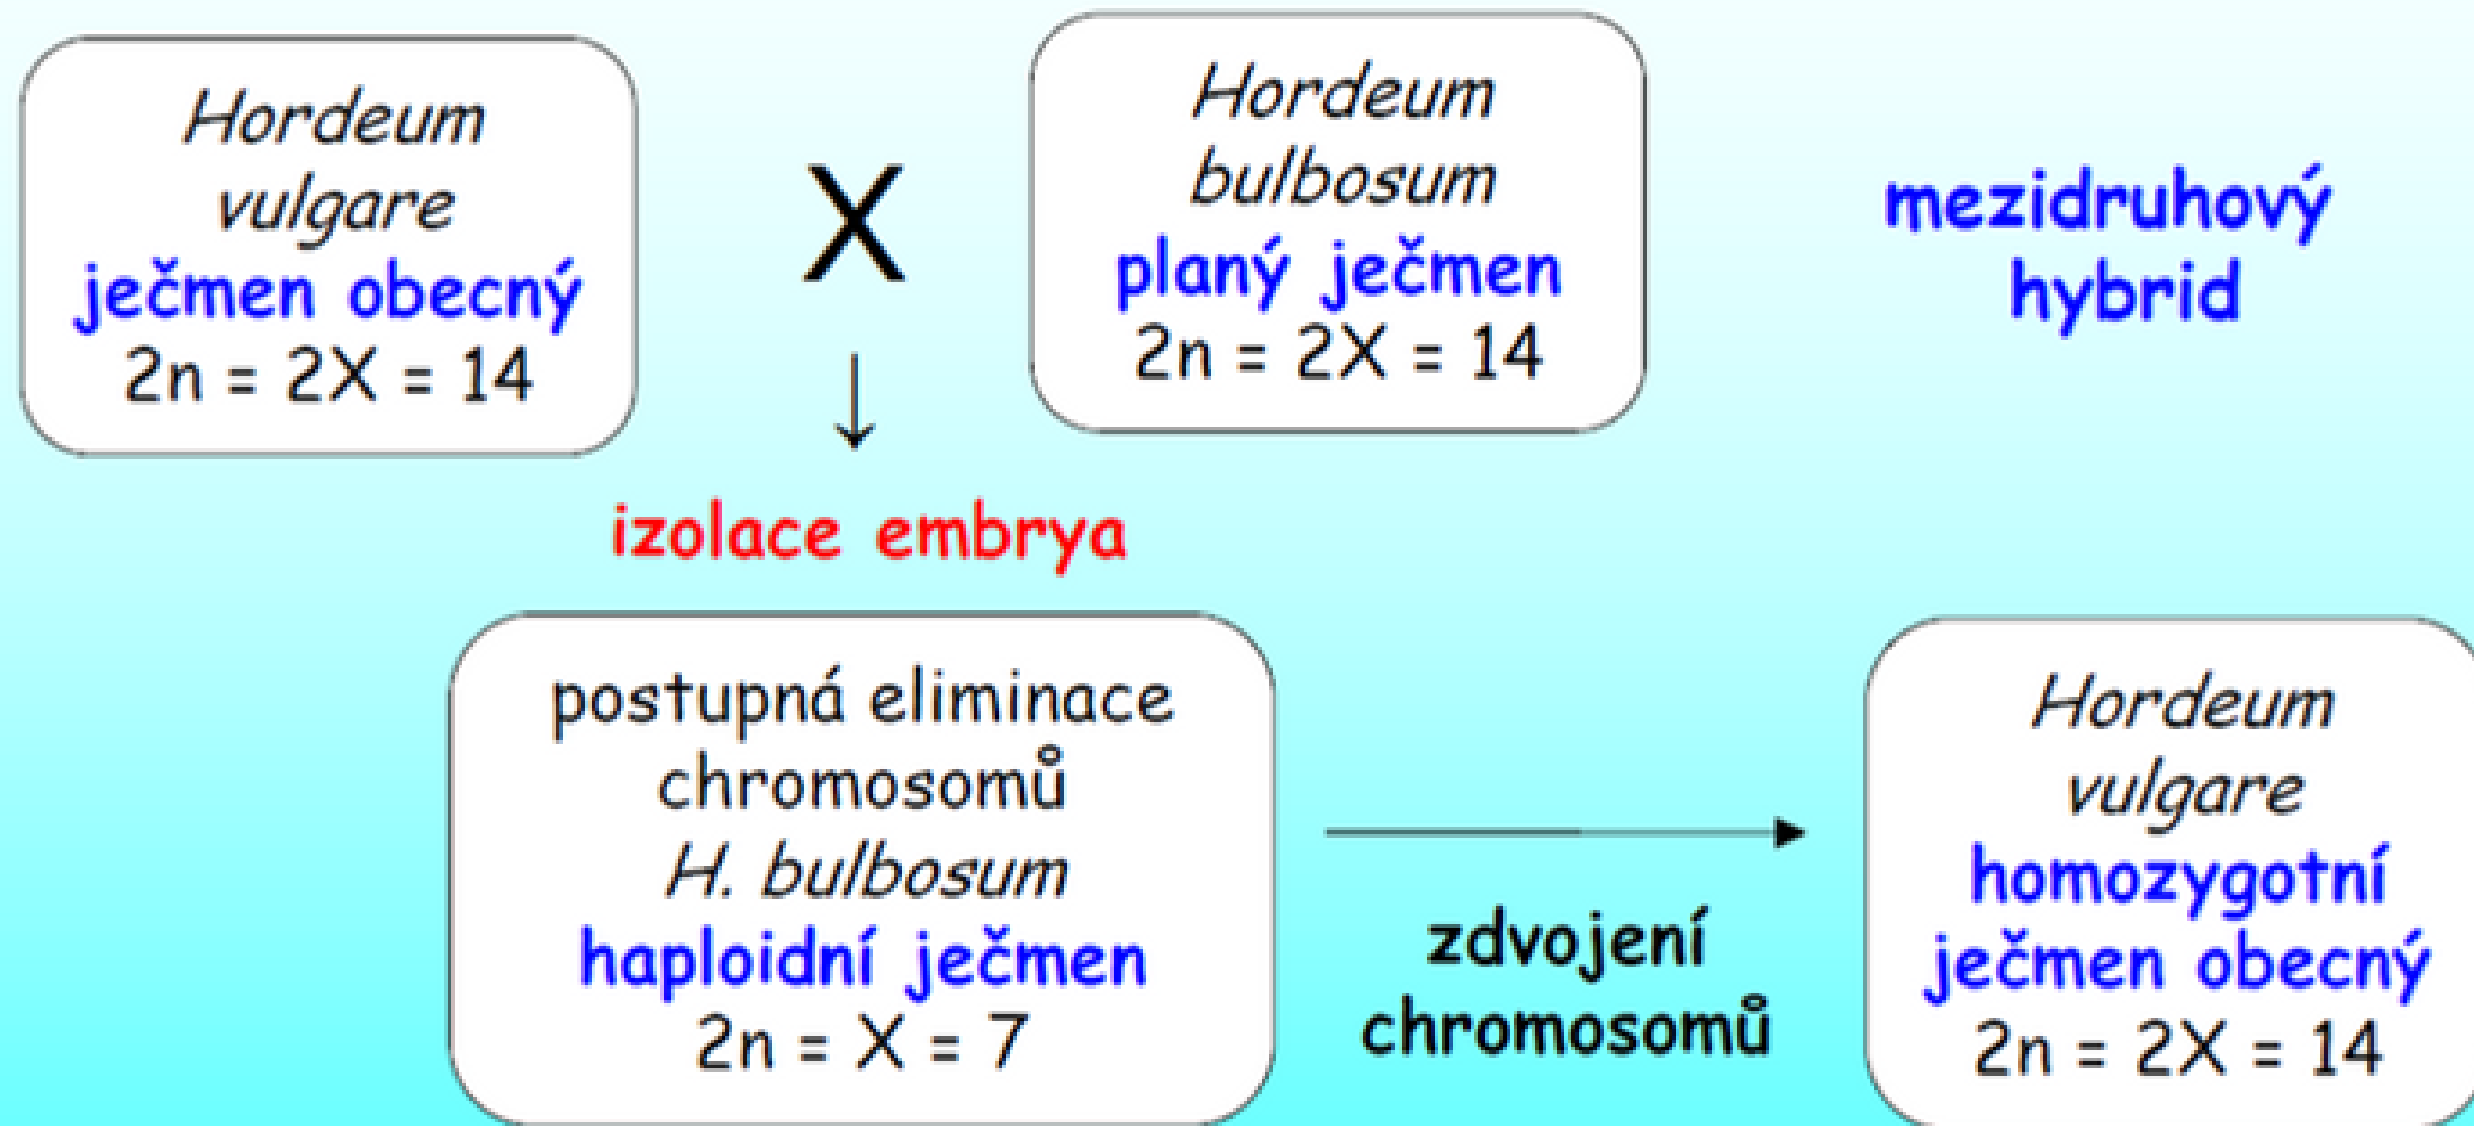 Hordeum
vulgare
ječmen obecný
2n = 2X = 14
X
↓
Hordeum
bulbosum
planý ječmen
2n = 2X = 14
mezidruhový
hybrid
izolace embrya
postupná eliminace
chromosomů
H. bulbosum
haploidní ječmen
2n = X = 7
zdvojení
chromosomů
Hordeum
vulgare
homozygotní
ječmen obecný
2n = 2X = 14